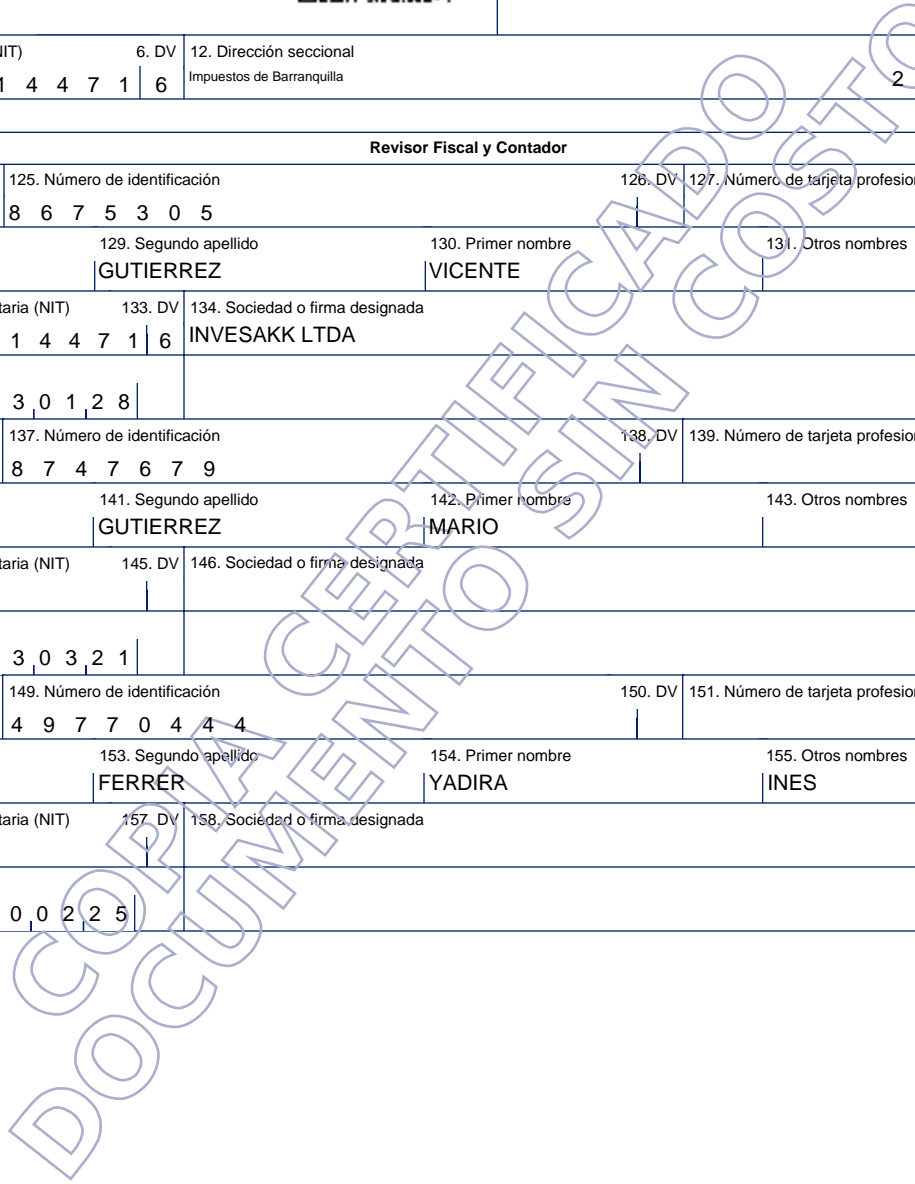 IT) 6. DV 12. Dirección seccional
1 4 4 7 1 6 Impuestos de Barranquilla 2
Revisor Fiscal y Contador
125. Número de identificación 126. DV 127. Número de tarjeta profesion
8 6 7 5 3 0 5
129. Segundo apellido 130. Primer nombre 131. Otros nombres
GUTIERREZ VICENTE
taria (NIT) 133. DV 134. Sociedad o firma designada
1 4 4 7 1 6 INVESAKK LTDA
3 0 1 2 8
137. Número de identificación 138. DV 139. Número de tarjeta profesion
8 7 4 7 6 7 9
141. Segundo apellido 142. Primer nombre 143. Otros nombres
GUTIERREZ MARIO
taria (NIT) 145. DV 146. Sociedad o firma designada
3 0 3 2 1
149. Número de identificación 150. DV 151. Número de tarjeta profesion
4 9 7 7 0 4 4 4
153. Segundo apellido 154. Primer nombre 155. Otros nombres
FERRER YADIRA INES
taria (NIT) 157. DV 158. Sociedad o firma designada
0 0 2 2 5
COPIA CERTIFICADO
DOCUMENTO SIN COSTO